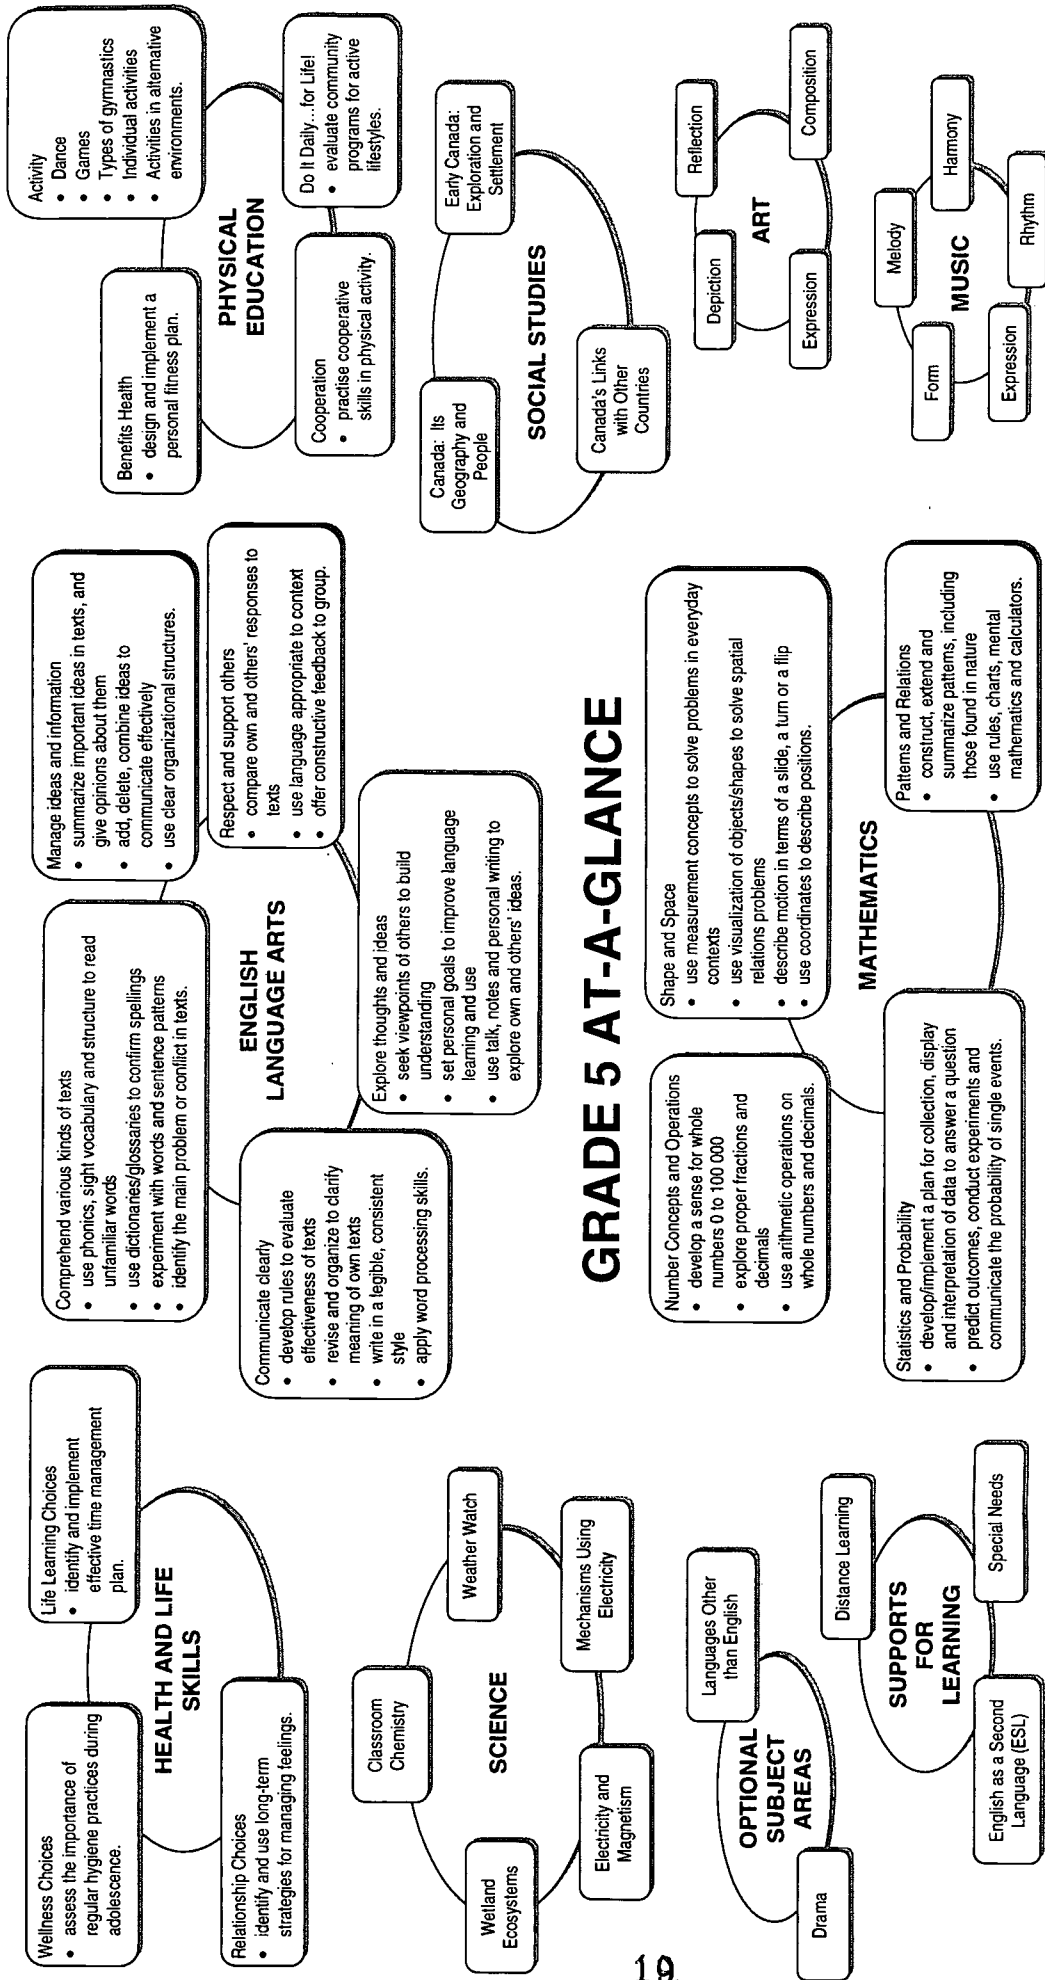 Wellness Choices
• assess the importance of
regular hygiene practices during
adolescence.
Life Learning Choices
• identify and implement
effective time management
plan.
HEALTH AND LIFE
SKILLS
Relationship Choices
• identify and use long-term
strategies for managing feelings.
Comprehend various kinds of texts
• use phonics, sight vocabulary and structure to read
unfamiliar words
• use dictionaries/glossaries to confirm spellings
• experiment with words and sentence patterns
• identify the main problem or conflict in texts.
Manage ideas and information
• summarize important ideas in texts, and
give opinions about them
• add, delete, combine ideas to
communicate effectively
• use clear organizational structures.
ENGLISH
LANGUAGE ARTS
Respect and support others
• compare own and others' responses to
texts
• use language appropriate to context
• offer constructive feedback to group.
Communicate clearly
• develop rules to evaluate
effectiveness of texts
• revise and organize to clarify
meaning of own texts
• write in a legible, consistent
style
• apply word processing skills.
Explore thoughts and ideas
• seek viewpoints of others to build
understanding
• set personal goals to improve language
learning and use
• use talk, notes and personal writing to
explore own and others' ideas.
Benefits Health
• design and implement a
personal fitness plan.
Activity
• Dance
• Games
• Types of gymnastics
• Individual activities
• Activities in alternative
environments.
PHYSICAL
EDUCATION
Cooperation
• practise cooperative
skills in physical activity.
Do It Daily...for Life!
• evaluate community
programs for active
lifestyles.
Classroom
Chemistry
Weather Watch
Wetland
Ecosystems
SCIENCE
Electricity and
Magnetism
Mechanisms Using
Electricity
GRADE 5 AT-A-GLANCE
Canada: Its
Geography and
People
Early Canada:
Exploration and
Settlement
SOCIAL STUDIES
Canada's Links
with Other
Countries
Languages Other
than English
OPTIONAL
SUBJECT
AREAS
Drama
Number Concepts and Operations
• develop a sense for whole
numbers 0 to 100 000
• explore proper fractions and
decimals
• use arithmetic operations on
whole numbers and decimals.
Shape and Space
• use measurement concepts to solve problems in everyday
contexts
• use visualization of objects/shapes to solve spatial
relations problems
• describe motion in terms of a slide, a turn or a flip
• use coordinates to describe positions.
MATHEMATICS
Statistics and Probability
• develop/implement a plan for collection, display
and interpretation of data to answer a question
• predict outcomes, conduct experiments and
communicate the probability of single events.
Patterns and Relations
• construct, extend and
summarize patterns, including
those found in nature
• use rules, charts, mental
mathematics and calculators.
Depiction
Reflection
ART
Expression
Composition
Distance Learning
SUPPORTS
FOR
LEARNING
English as a Second
Language (ESL)
Special Needs
Form
Melody
Harmony
MUSIC
Expression
Rhythm
19